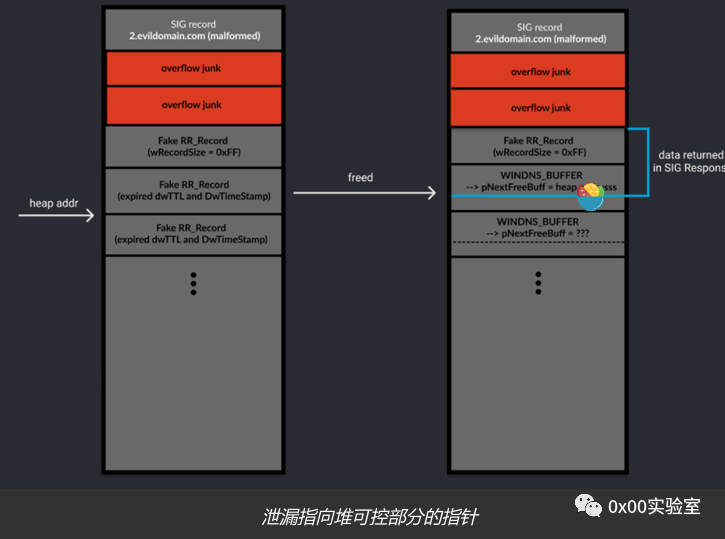 SIG record
2.evildomain.com (malformed)
overflow junk
overflow junk
Fake RR_Record
(wRecordSize = 0xFF)
Fake RR_Record
(expired dwTTL and DwTimeStamp)
Fake RR_Record
(expired dwTTL and DwTimeStamp)
heap addr
freed
SIG record
2.evildomain.com (malformed)
overflow junk
overflow junk
Fake RR_Record
(wRecordSize = 0xFF)
WINDNS_BUFFER
--> pNextFreeBuff = heap
WINDNS_BUFFER
--> pNextFreeBuff = ???
data returned
in SIG Respons
泄漏指向堆可控部分的指针
0x00实验室